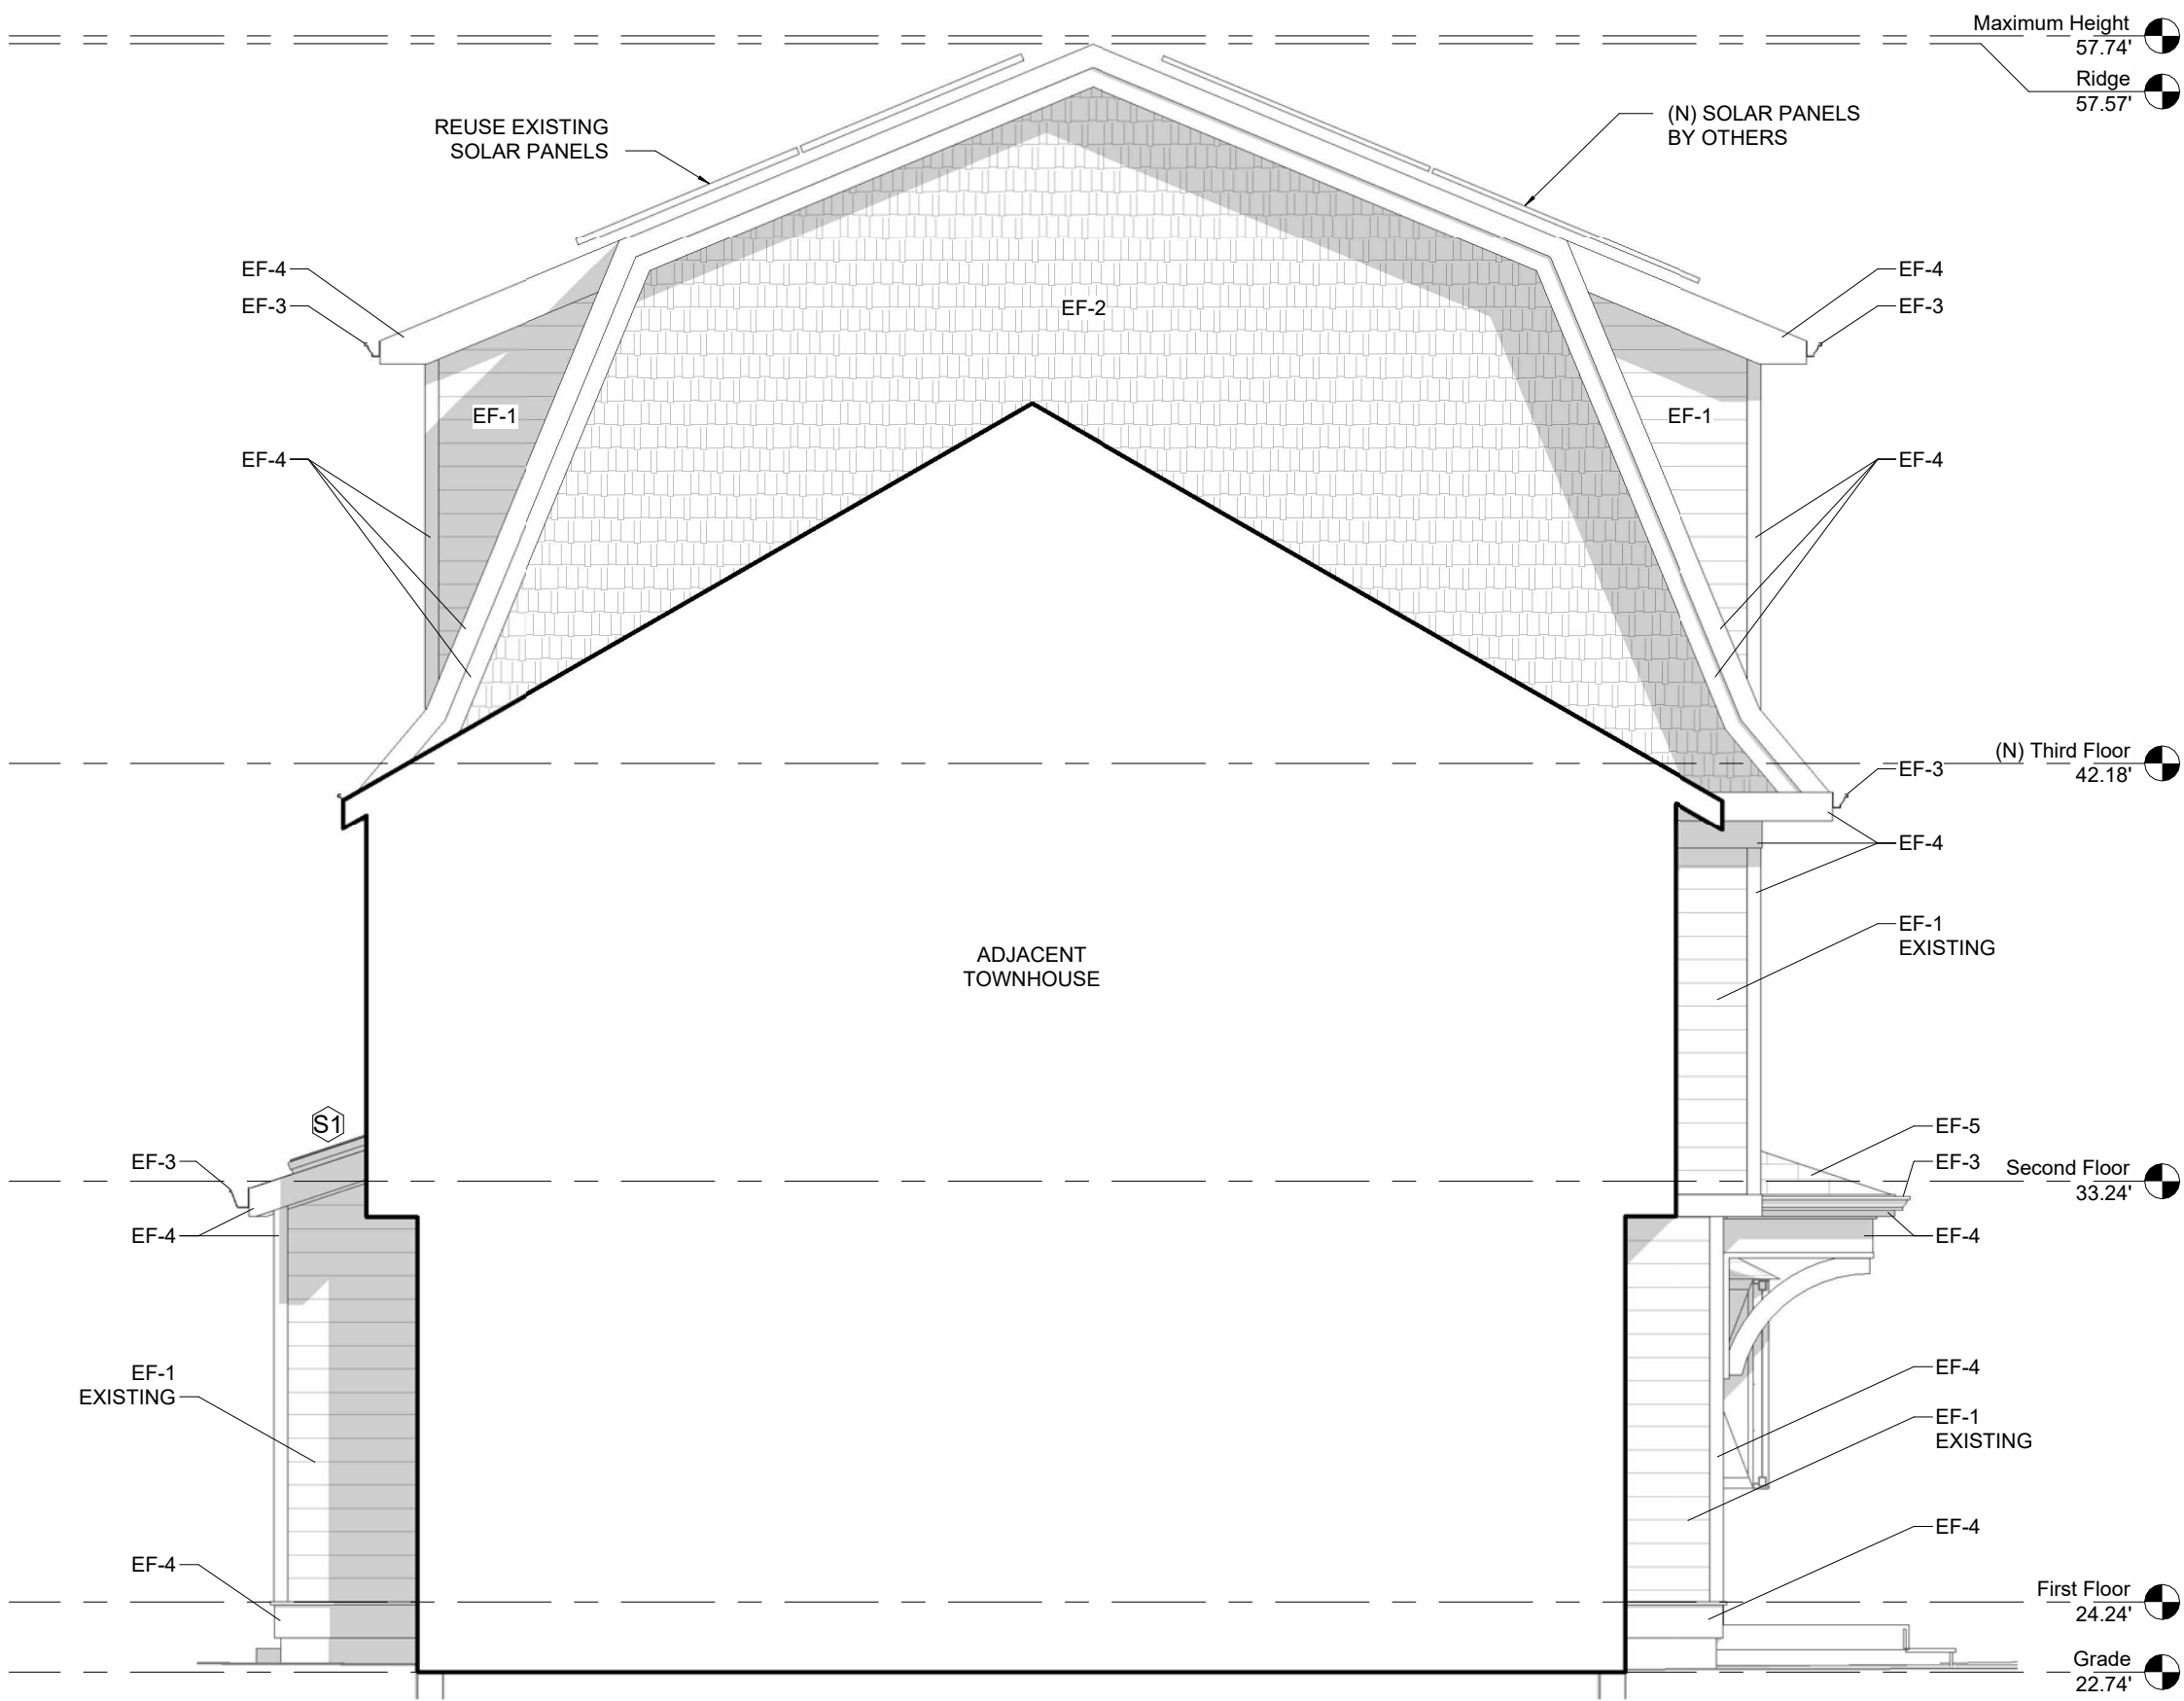 Maximum Height
57.74'
Ridge
57.57'
REUSE EXISTING
SOLAR PANELS
(N) SOLAR PANELS
BY OTHERS
EF-4
EF-3
EF-2
EF-4
EF-3
EF-1
EF-1
EF-4
EF-4
(N) Third Floor
42.18'
EF-3
EF-4
EF-1
EXISTING
ADJACENT
TOWNHOUSE
S1
EF-5
EF-3
EF-3
Second Floor
33.24'
EF-4
EF-4
EF-1
EXISTING
EF-4
EF-1
EXISTING
EF-4
EF-4
First Floor
24.24'
Grade
22.74'